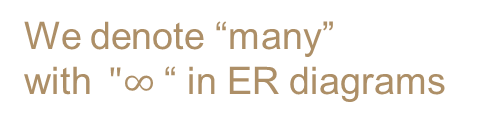 We denote “many”
with "∞ “ in ER diagrams